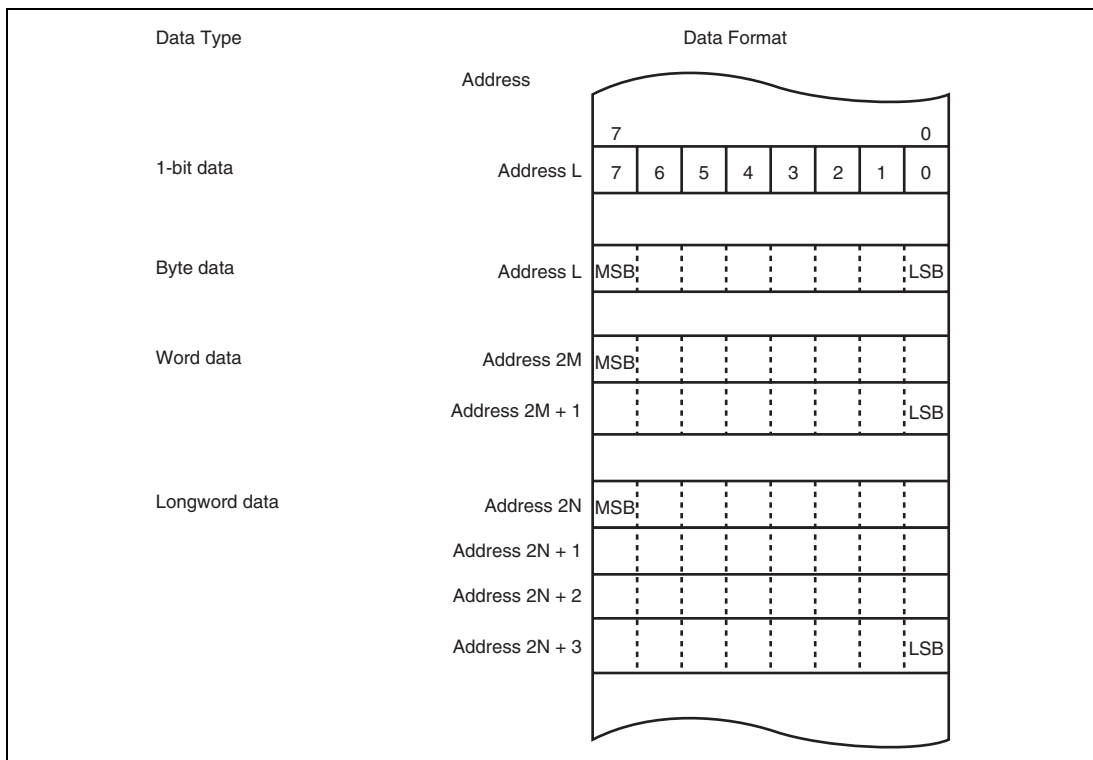 Data Type Data Format
Address
7 0
1-bit data Address L 7 6 5 4 3 2 1 0
Byte data Address L MSB LSB
Word data Address 2M MSB
Address 2M + 1 LSB
Longword data Address 2N MSB
Address 2N + 1
Address 2N + 2
Address 2N + 3 LSB